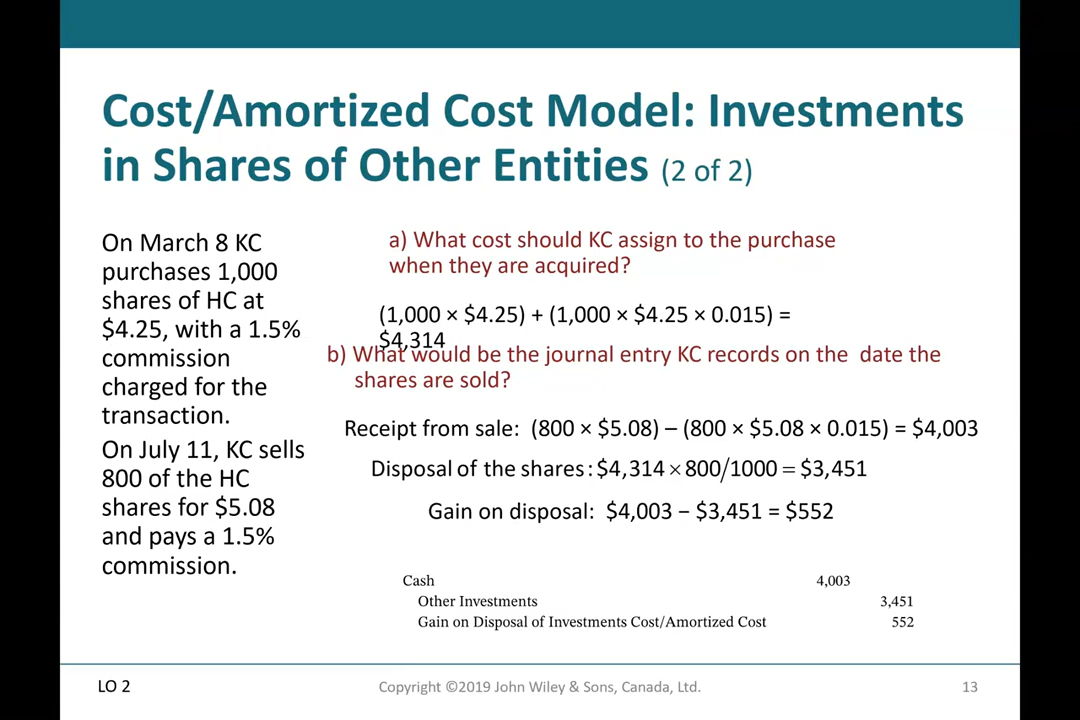 Cost/Amortized Cost Model: Investments
in Shares of Other Entities (2 of 2)
On March 8 KC
purchases 1,000
shares of HC at
$4.25, with a 1.5%
commission
charged for the
transaction.
On July 11, KC sells
800 of the HC
shares for $5.08
and pays a 1.5%
commission.
a) What cost should KC assign to the purchase
when they are acquired?
(1,000 × $4.25) + (1,000 × $4.25 × 0.015) =
$4,314
b) What would be the journal entry KC records on the date the
shares are sold?
Receipt from sale: (800 × $5.08) – (800 × $5.08 × 0.015) = $4,003
Disposal of the shares: $4,314 × 800/1000 = $3,451
Gain on disposal: $4,003 − $3,451 = $552
Cash 4,003
Other Investments 3,451
Gain on Disposal of Investments Cost/Amortized Cost 552
LO 2 Copyright ©2019 John Wiley & Sons, Canada, Ltd. 13